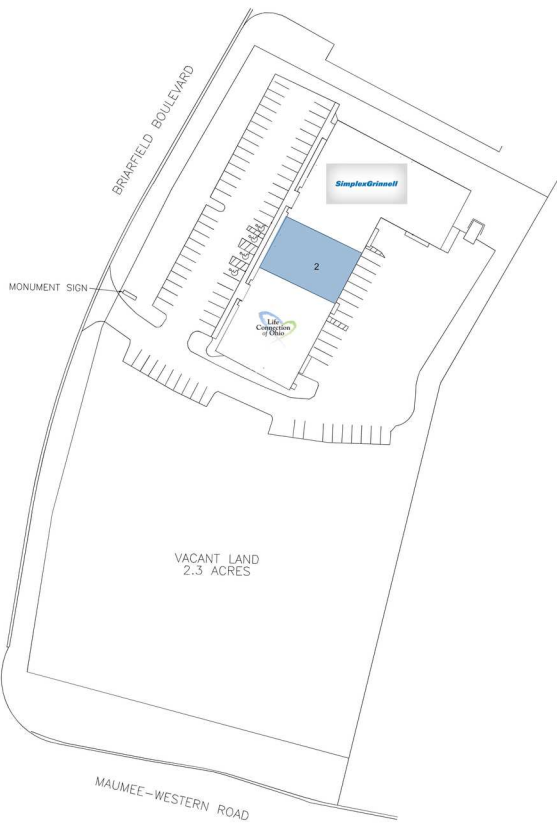 BRIARFIELD BOULEVARD
SimplexGrinnell
2
MONUMENT SIGN
Life
Connection
of Ohio
VACANT LAND
2.3 ACRES
MAUMEE-WESTERN ROAD